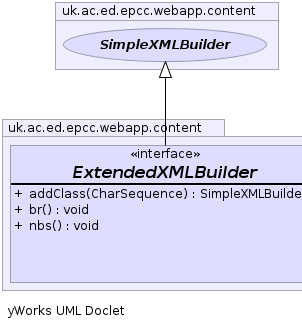 uk.ac.ed.epcc.webapp.content
SimpleXMLBuilder
uk.ac.ed.epcc.webapp.content
«interface»
ExtendedXMLBuilder
+ addClass(CharSequence) : SimpleXMLBuilde
+ br() : void
+ nbs() : void
yWorks UML Doclet